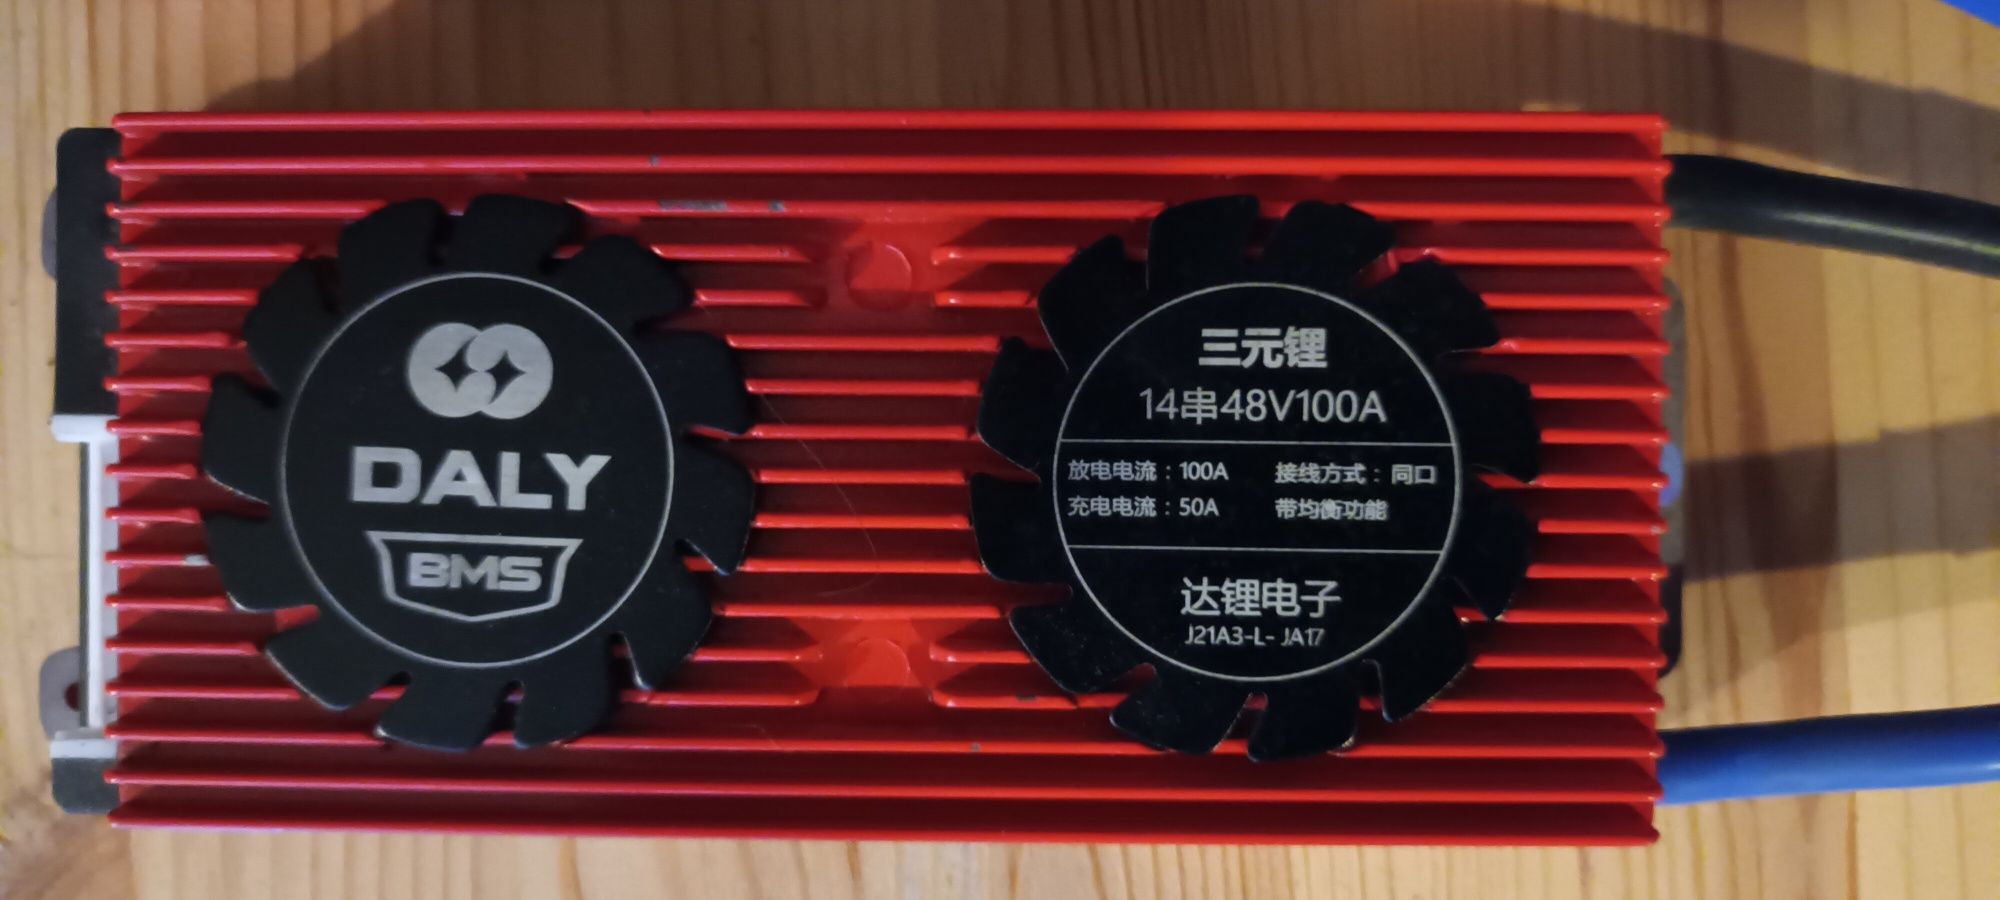 DALY
BMS
三元锂
14串48V100A
放电电流：100A
接线方式：同口
充电电流：50A
带均衡功能
达锂电子
J21A3-L- JA17